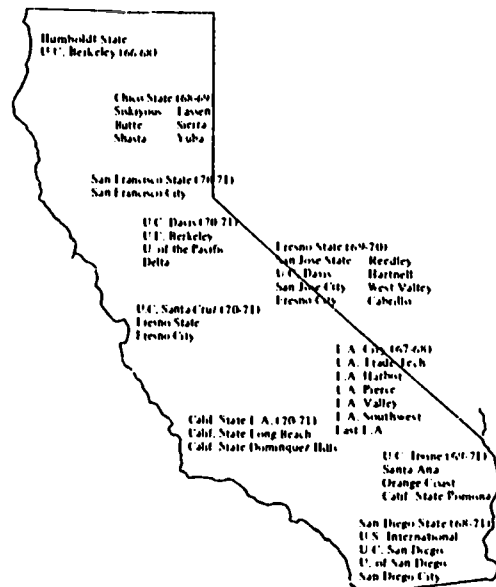 Humboldt State
U.C. Berkeley (66-68)
Chico State (68-69)
Siskiyous Lassen
Butte Sierra
Shasta Yuba
San Francisco State (70-71)
San Francisco City
U.C. Davis (70-71)
U.C. Berkeley
U. of the Pacific
Delta
Fresno State (69-70)
San Jose State Reedley
U.C. Davis Hartnell
San Jose City West Valley
Fresno City Cabrillo
U.C. Santa Cruz (70-71)
Fresno State
Fresno City
L.A. City (67-68)
L.A. Trade Tech
L.A. Harbor
L.A. Pierce
L.A. Valley
L.A. Southwest
East L.A.
Calif. State L.A. (70-71)
Calif. State Long Beach
Calif. State Dominquez Hills
U.C. Irvine (69-71)
Santa Ana
Orange Coast
Calif. State Pomona
San Diego State (68-71)
U.S. International
U.C. San Diego
U. of San Diego
San Diego City